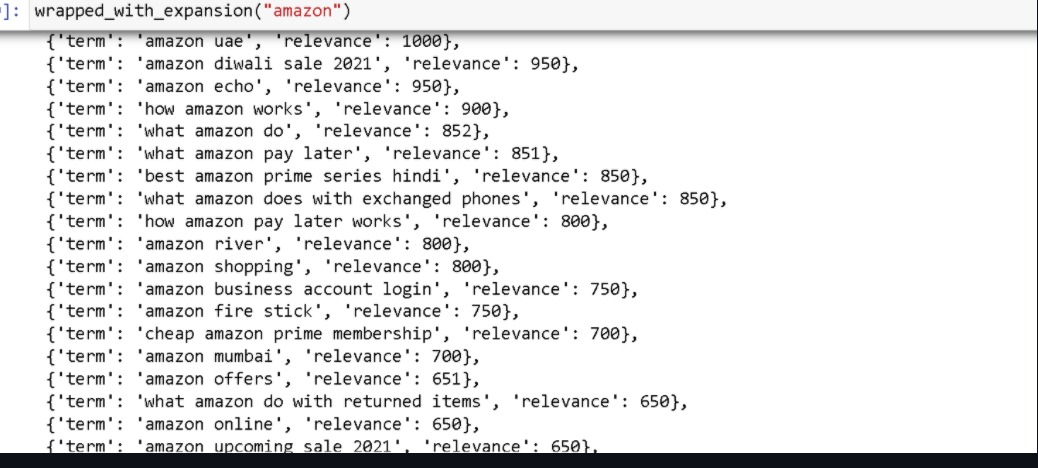 ]: wrapped_with_expansion("amazon")
{'term': 'amazon uae', 'relevance': 1000},
{'term': 'amazon diwali sale 2021', 'relevance': 950},
{'term': 'amazon echo', 'relevance': 950},
{'term': 'how amazon works', 'relevance': 900},
{'term': 'what amazon do', 'relevance': 852},
{'term': 'what amazon pay later', 'relevance': 851},
{'term': 'best amazon prime series hindi', 'relevance': 850},
{'term': 'what amazon does with exchanged phones', 'relevance': 850},
{'term': 'how amazon pay later works', 'relevance': 800},
{'term': 'amazon river', 'relevance': 800},
{'term': 'amazon shopping', 'relevance': 800},
{'term': 'amazon business account login', 'relevance': 750},
{'term': 'amazon fire stick', 'relevance': 750},
{'term': 'cheap amazon prime membership', 'relevance': 700},
{'term': 'amazon mumbai', 'relevance': 700},
{'term': 'amazon offers', 'relevance': 651},
{'term': 'what amazon do with returned items', 'relevance': 650},
{'term': 'amazon online', 'relevance': 650},
{'term': 'amazon upcoming sale 2021', 'relevance': 650},